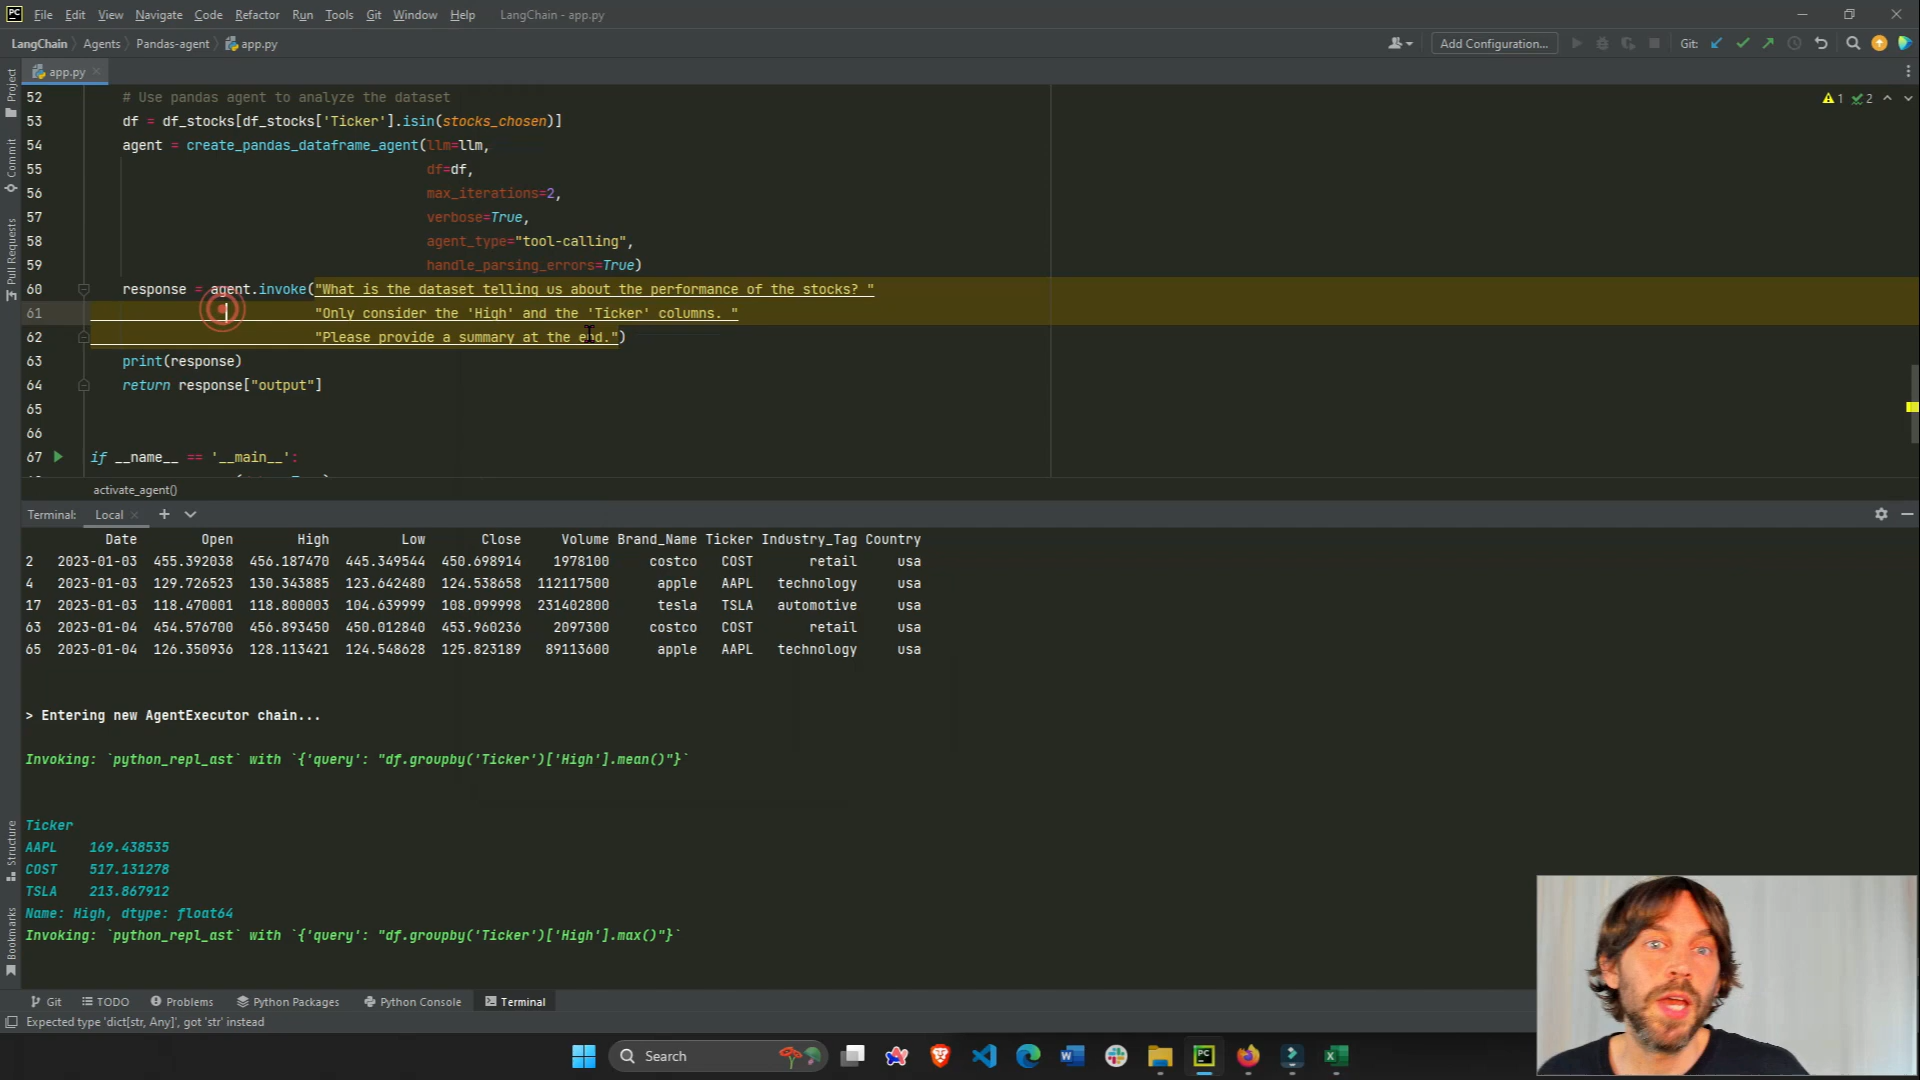 PC File Edit View Navigate Code Refactor Run Tools Git Window Help LangChain - app.py
LangChain Agents Pandas-agent app.py Add Configuration... Git:
app.py
52 # Use pandas agent to analyze the dataset
1 2
53 df = df_stocks[df_stocks['Ticker'].isin(stocks_chosen)]
54 agent = create_pandas_dataframe_agent(llm=llm,
55 df=df,
56 max_iterations=2,
57 verbose=True,
58 agent_type="tool-calling",
59 handle_parsing_errors=True)
60 response = agent.invoke("What is the dataset telling us about the performance of the stocks? "
61 "Only consider the 'High' and the 'Ticker' columns. "
62 "Please provide a summary at the end.")
63 print(response)
64 return response["output"]
65
66
67 if __name__ == '__main__':
activate_agent()
Project
Commit
Pull Requests
Terminal: Local
Date Open High Low Close Volume Brand_Name Ticker Industry_Tag Country
2 2023-01-03 455.392038 456.187470 445.349544 450.698914 1978100 costco COST retail usa
4 2023-01-03 129.726523 130.343885 123.642480 124.538658 112117500 apple AAPL technology usa
17 2023-01-03 118.470001 118.800003 104.639999 108.099998 231402800 tesla TSLA automotive usa
63 2023-01-04 454.576700 456.893450 450.012840 453.960236 2097300 costco COST retail usa
65 2023-01-04 126.350936 128.113421 124.548628 125.823189 89113600 apple AAPL technology usa
> Entering new AgentExecutor chain...
Invoking: `python_repl_ast` with `{'query': "df.groupby('Ticker')['High'].mean()"}`
Ticker
AAPL 169.438535
COST 517.131278
TSLA 213.867912
Name: High, dtype: float64
Invoking: `python_repl_ast` with `{'query': "df.groupby('Ticker')['High'].max()"}`
Structure
Bookmarks
Git TODO Problems Python Packages Python Console Terminal
Expected type 'dict[str, Any]', got 'str' instead
Search